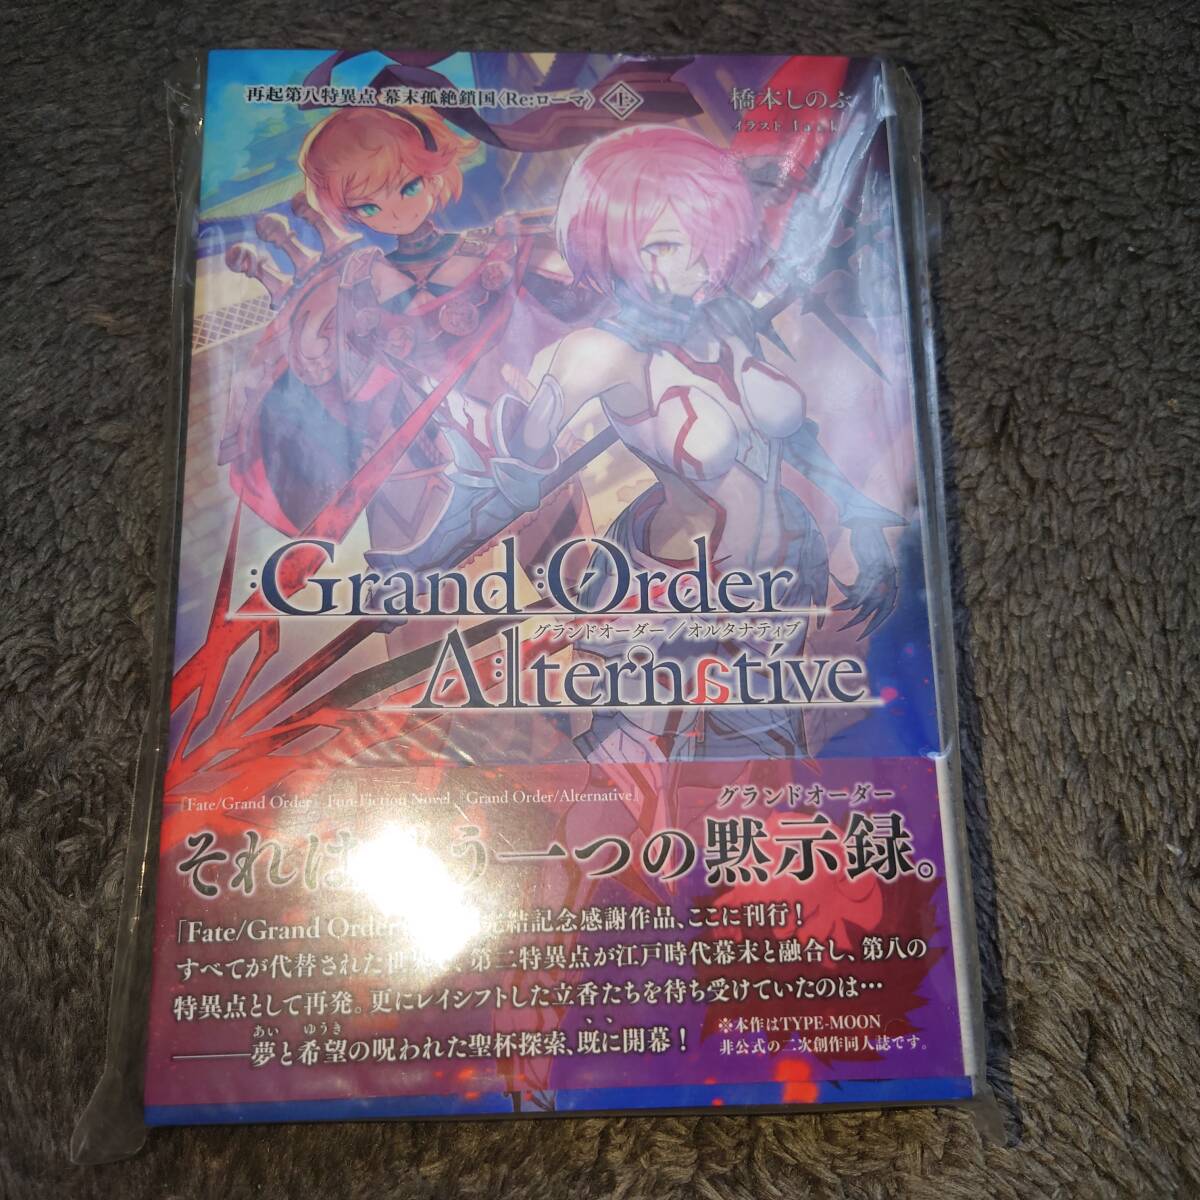 再起第八特異点 幕末孤絶鎖国〈Re:ローマ〉 上
橋本しのぶ
イラスト
Grand Order
グランドオーダー／オルタナティブ
Alternative
『Fate/Grand Order』 Fun-Fiction Novel 『Grand Order/Alternative』
グランドオーダー
それは う一つの黙示録。
「Fate/Grand Order 完結記念感謝作品、ここに刊行！
すべてが代替された世 、第二特異点が江戸時代幕末と融合し、第八の
特異点として再発。更にレイシフトした立香たちを待ち受けていたのは…
あい ゆうき
――夢と希望の呪われた聖杯探索、既に開幕！
※本作はTYPE-MOON
非公式の二次創作同人誌です。